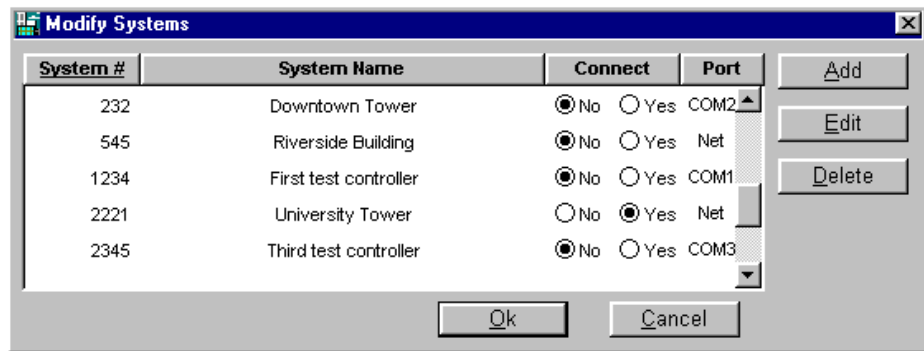 Modify Systems
System # System Name Connect Port
232 Downtown Tower No Yes COM2
545 Riverside Building No Yes Net
1234 First test controller No Yes COM1
2221 University Tower No Yes Net
2345 Third test controller No Yes COM3
Add
Edit
Delete
Ok Cancel